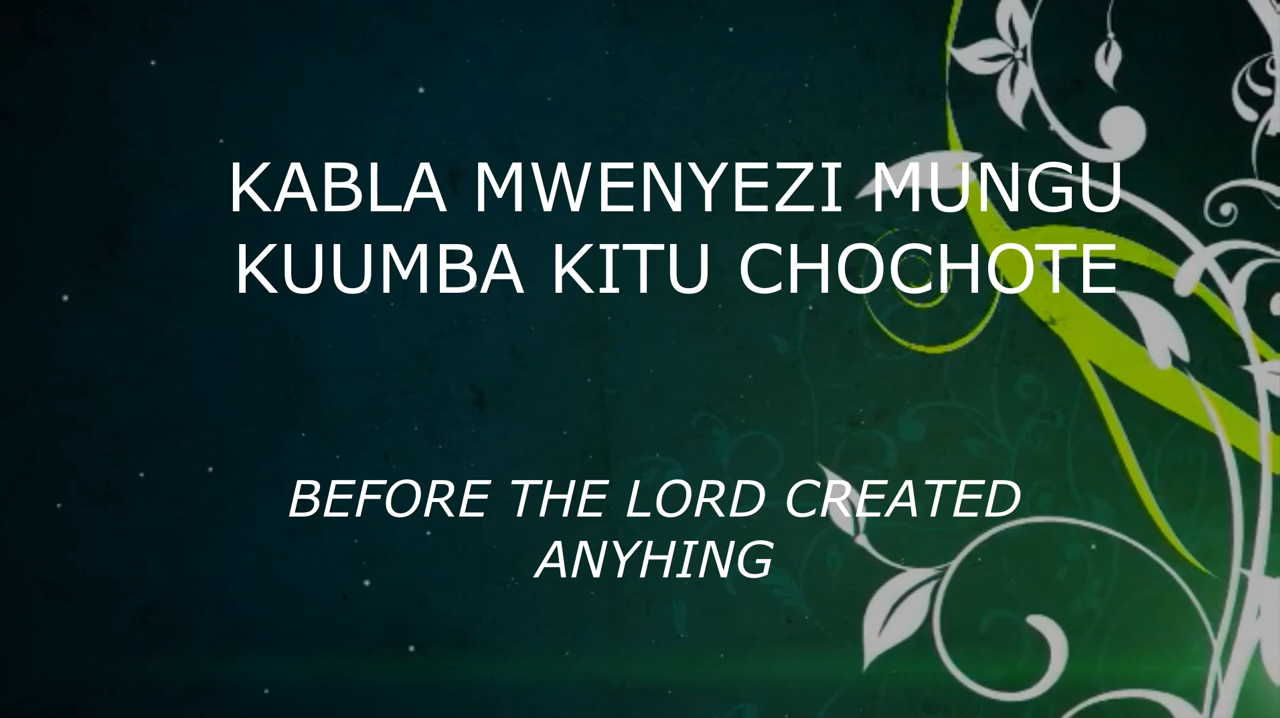 KABLA MWENYEZI MUNGU
KUUMBA KITU CHOCHOTE
BEFORE THE LORD CREATED
ANYHING